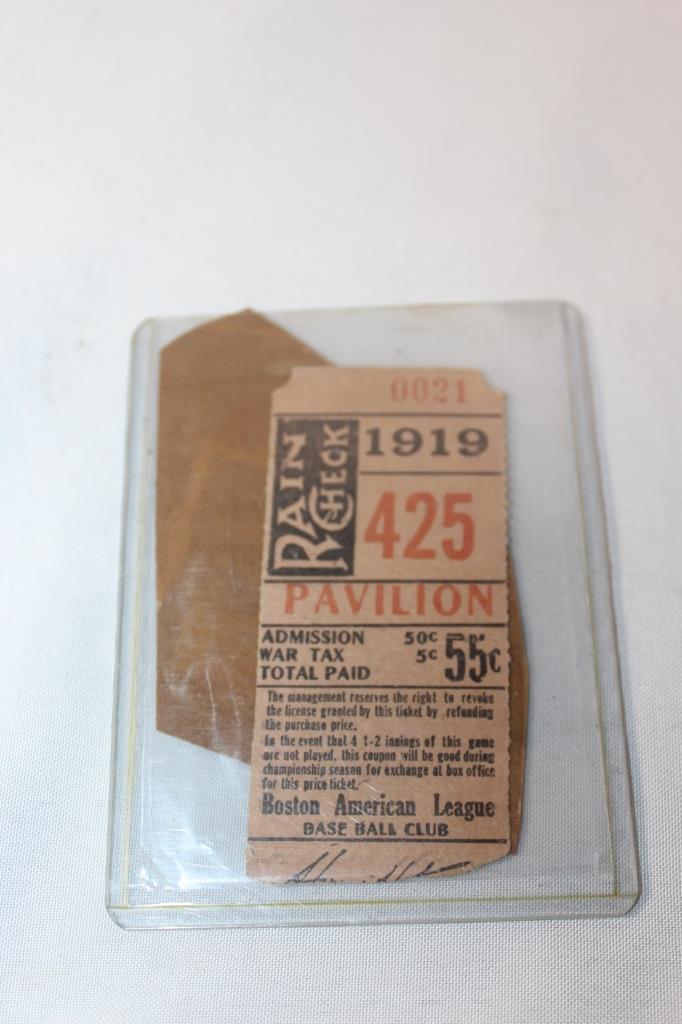 0021
RAIN CHECK
1919
425
PAVILION
ADMISSION 50c
WAR TAX 5c 55c
TOTAL PAID
The management reserves the right to revoke
the license granted by this ticket by refunding
the purchase price.
In the event that 4 1-2 innings of this game
are not played, this coupon will be good during
championship season for exchange at box office
for this price ticket.
Boston American League
BASE BALL CLUB